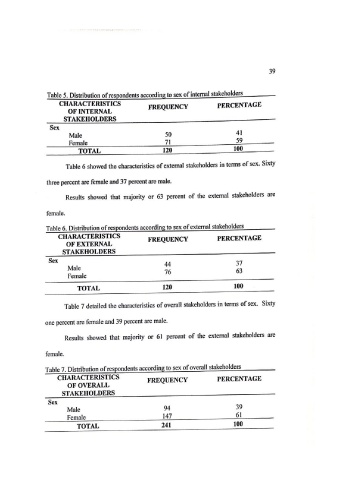 39
Table 5. Distribution of respondents according to sex of internal stakeholders
CHARACTERISTICS OF INTERNAL STAKEHOLDERS FREQUENCY PERCENTAGE
Sex
Male 50 41
Female 71 59
TOTAL 120 100
Table 6 showed the characteristics of external stakeholders in terms of sex. Sixty
three percent are female and 37 percent are male.
Results showed that majority or 63 percent of the external stakeholders are
female.
Table 6. Distribution of respondents according to sex of external stakeholders
CHARACTERISTICS OF EXTERNAL STAKEHOLDERS FREQUENCY PERCENTAGE
Sex
Male 44 37
Female 76 63
TOTAL 120 100
Table 7 detailed the characteristics of overall stakeholders in terms of sex. Sixty
one percent are female and 39 percent are male.
Results showed that majority or 61 percent of the external stakeholders are
female.
Table 7. Distribution of respondents according to sex of overall stakeholders
CHARACTERISTICS OF OVERALL STAKEHOLDERS FREQUENCY PERCENTAGE
Sex
Male 94 39
Female 147 61
TOTAL 241 100